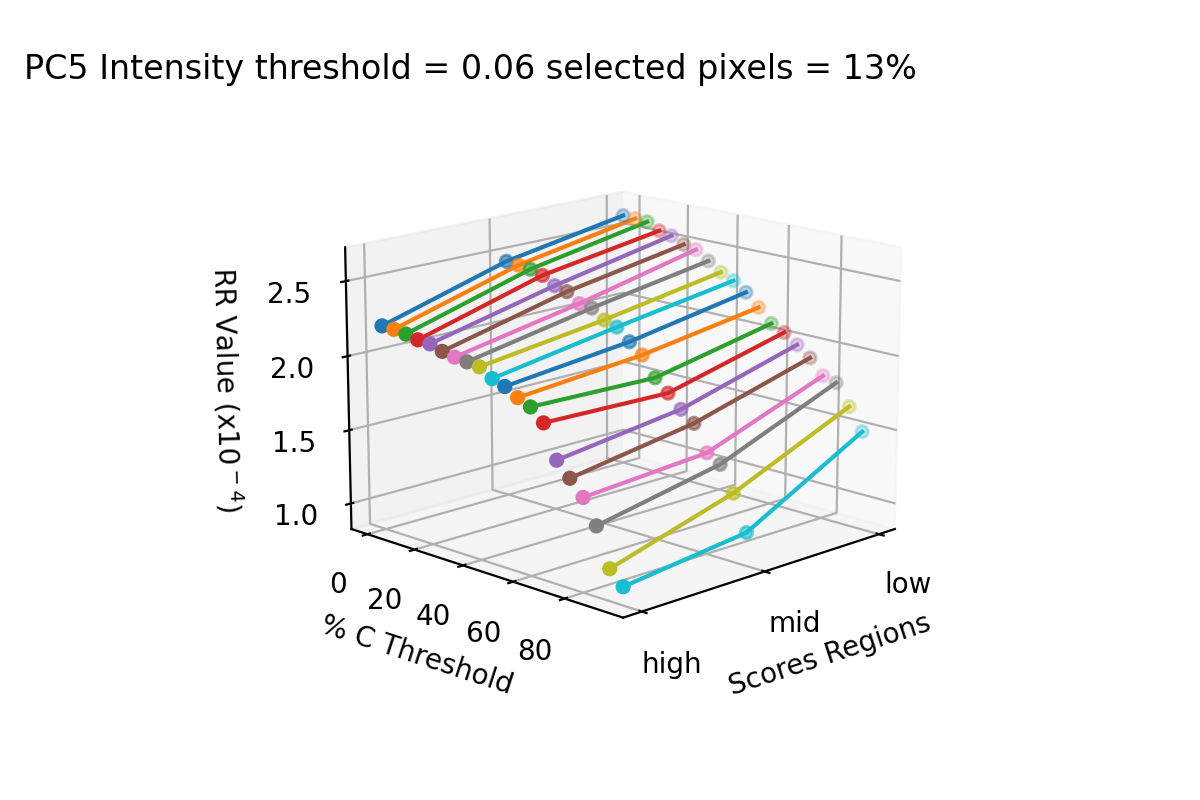 PC5 Intensity threshold = 0.06 selected pixels = 13%
RR Value (x10⁻⁴)
2.5
2.0
1.5
1.0
0
20
40
60
80
% C Threshold
high
mid
low
Scores Regions